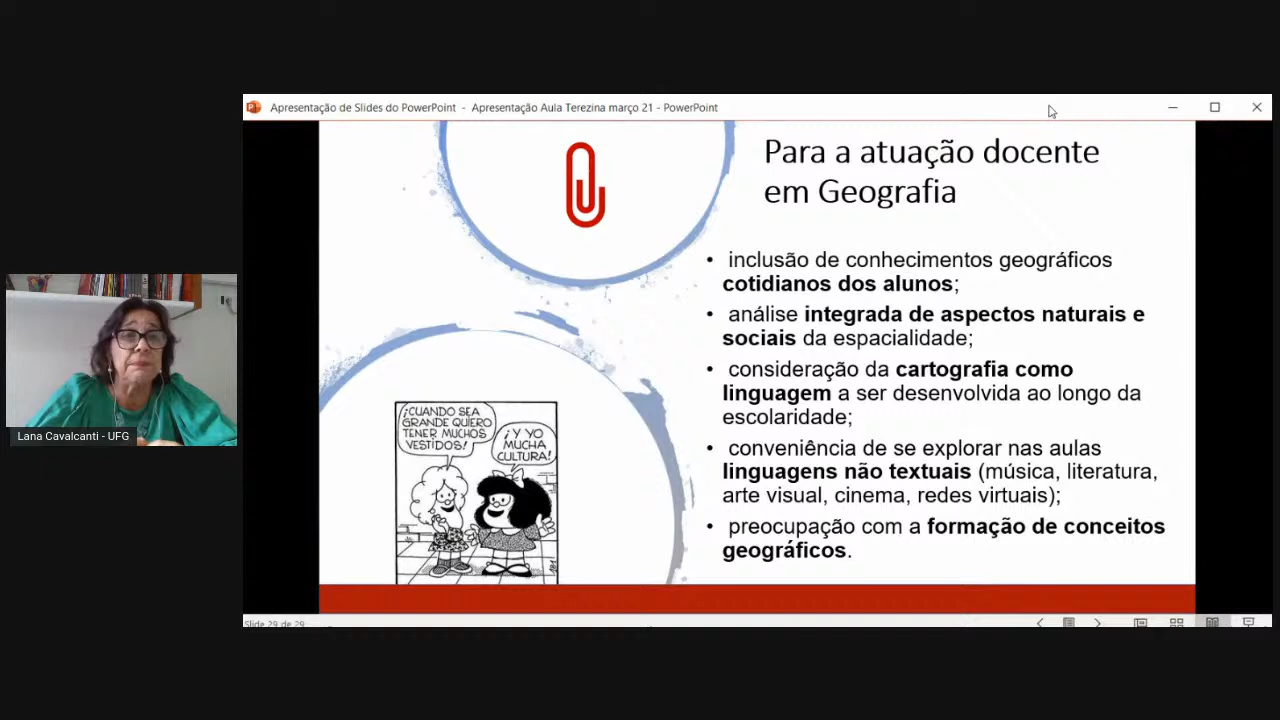 Apresentação de Slides do PowerPoint - Apresentação Aula Terezina março 21 - PowerPoint
Para a atuação docente
em Geografia
• inclusão de conhecimentos geográficos
cotidianos dos alunos;
• análise integrada de aspectos naturais e
sociais da espacialidade;
• consideração da cartografia como
linguagem a ser desenvolvida ao longo da
escolaridade;
• conveniência de se explorar nas aulas
linguagens não textuais (música, literatura,
arte visual, cinema, redes virtuais);
• preocupação com a formação de conceitos
geográficos.
¡CUANDO SEA
GRANDE QUIERO
TENER MUCHOS
VESTIDOS!
¡Y YO
MUCHA
CULTURA!
Lana Cavalcanti - UFG
Slide 29 de 29